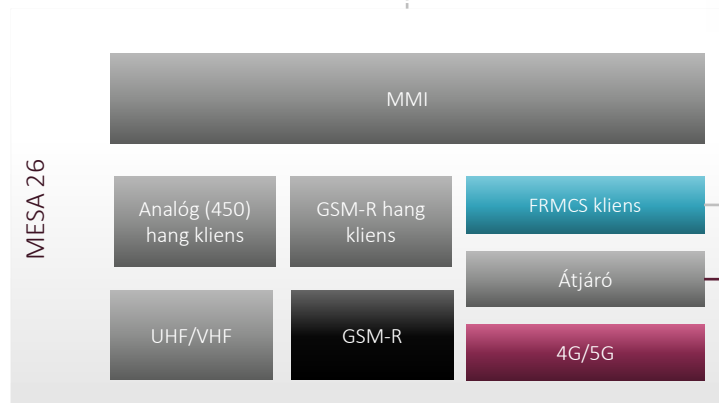 MESA 26
MMI
Analóg (450)
hang kliens
GSM-R hang
kliens
FRMCS kliens
Átjáró
UHF/VHF
GSM-R
4G/5G